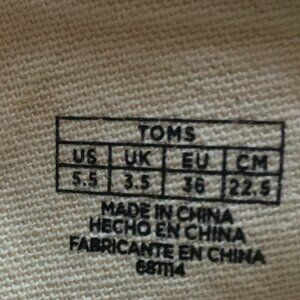 TOMS
US UK EU CM
5.5 3.5 36 22.5
MADE IN CHINA
HECHO EN CHINA
FABRICANTE EN CHINA
681114